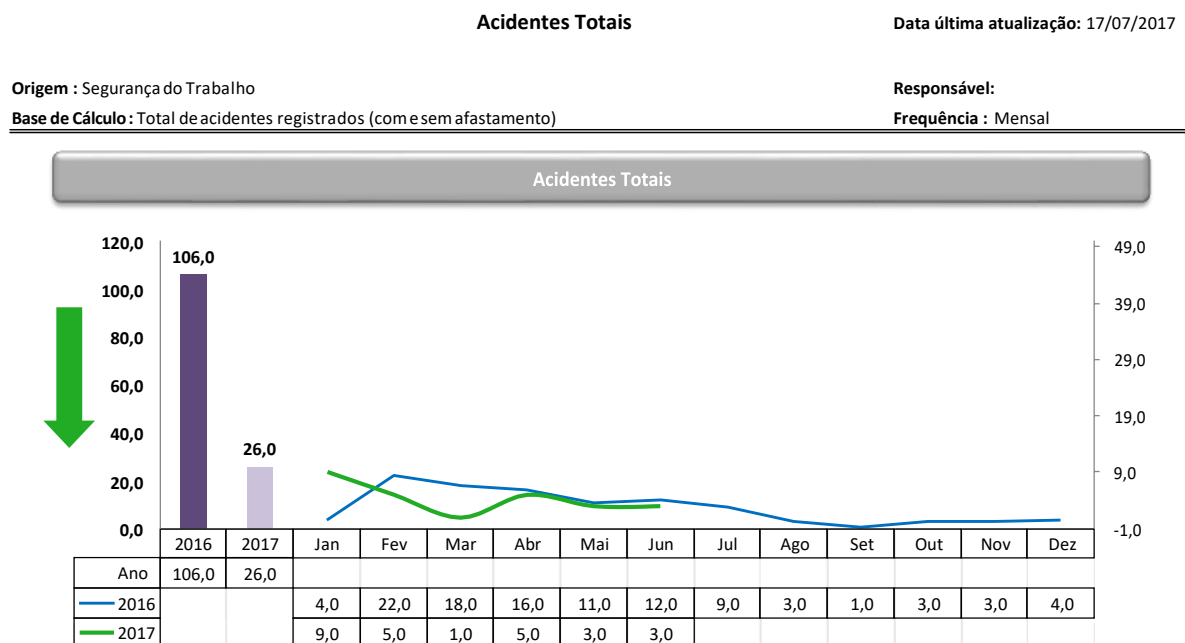 Acidentes Totais
Data última atualização: 17/07/2017
Origem : Segurança do Trabalho
Responsável:
Base de Cálculo : Total de acidentes registrados (com e sem afastamento)
Frequência : Mensal
Acidentes Totais
120,0
100,0
80,0
60,0
40,0
20,0
0,0
106,0
26,0
49,0
39,0
29,0
19,0
9,0
-1,0
2016 2017 Jan Fev Mar Abr Mai Jun Jul Ago Set Out Nov Dez
Ano 106,0 26,0
2016 4,0 22,0 18,0 16,0 11,0 12,0 9,0 3,0 1,0 3,0 3,0 4,0
2017 9,0 5,0 1,0 5,0 3,0 3,0